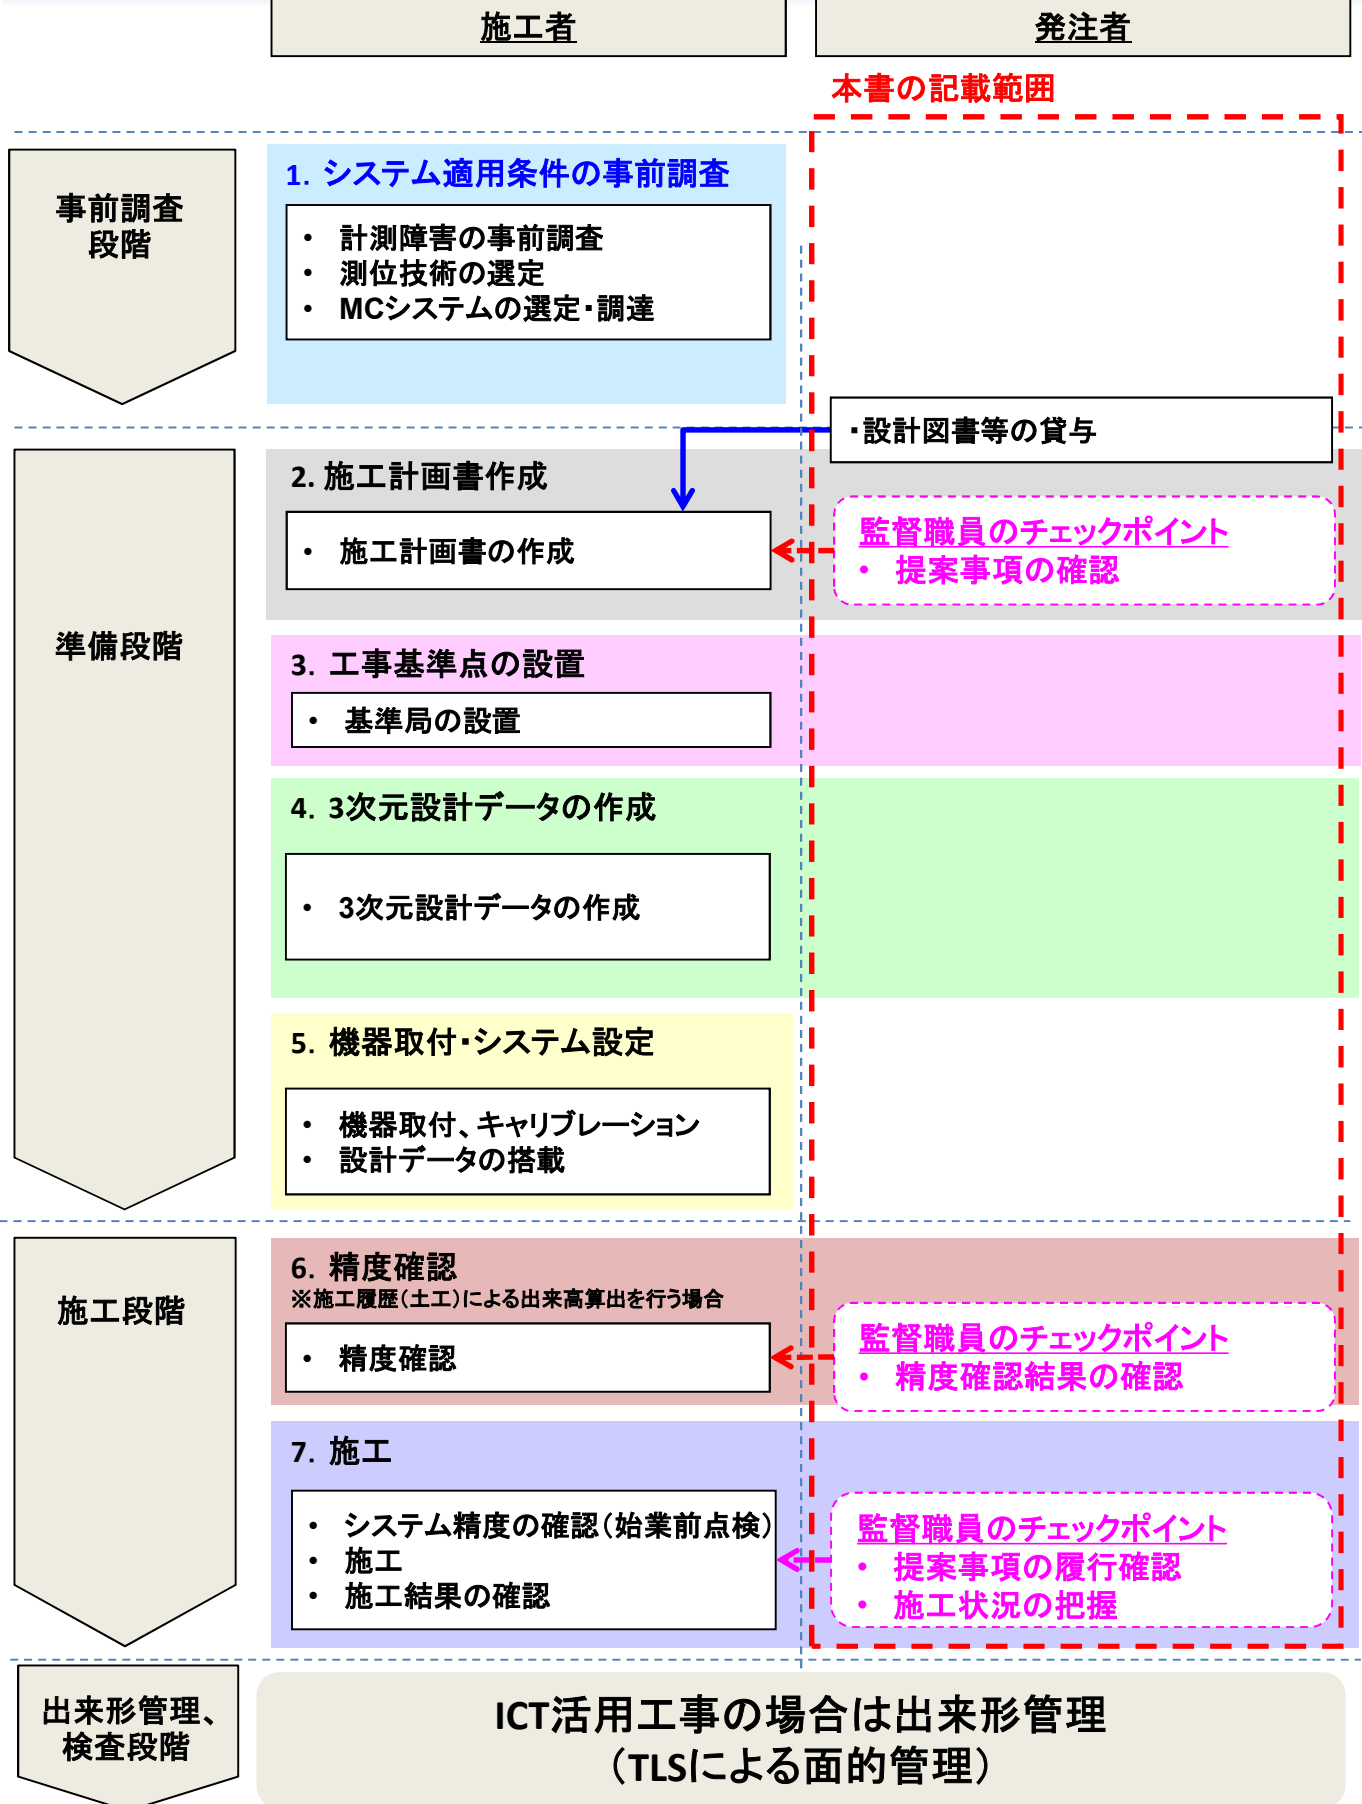 施工者
発注者
本書の記載範囲
事前調査
段階
1. システム適用条件の事前調査
• 計測障害の事前調査
• 測位技術の選定
• MCシステムの選定・調達
・設計図書等の貸与
準備段階
2. 施工計画書作成
• 施工計画書の作成
監督職員のチェックポイント
• 提案事項の確認
3. 工事基準点の設置
• 基準局の設置
4. 3次元設計データの作成
• 3次元設計データの作成
5. 機器取付・システム設定
• 機器取付、キャリブレーション
• 設計データの搭載
施工段階
6. 精度確認
※施工履歴（土工）による出来高算出を行う場合
• 精度確認
監督職員のチェックポイント
• 精度確認結果の確認
7. 施工
• システム精度の確認（始業前点検）
• 施工
• 施工結果の確認
監督職員のチェックポイント
• 提案事項の履行確認
• 施工状況の把握
出来形管理、
検査段階
ICT活用工事の場合は出来形管理
（TLSによる面的管理）